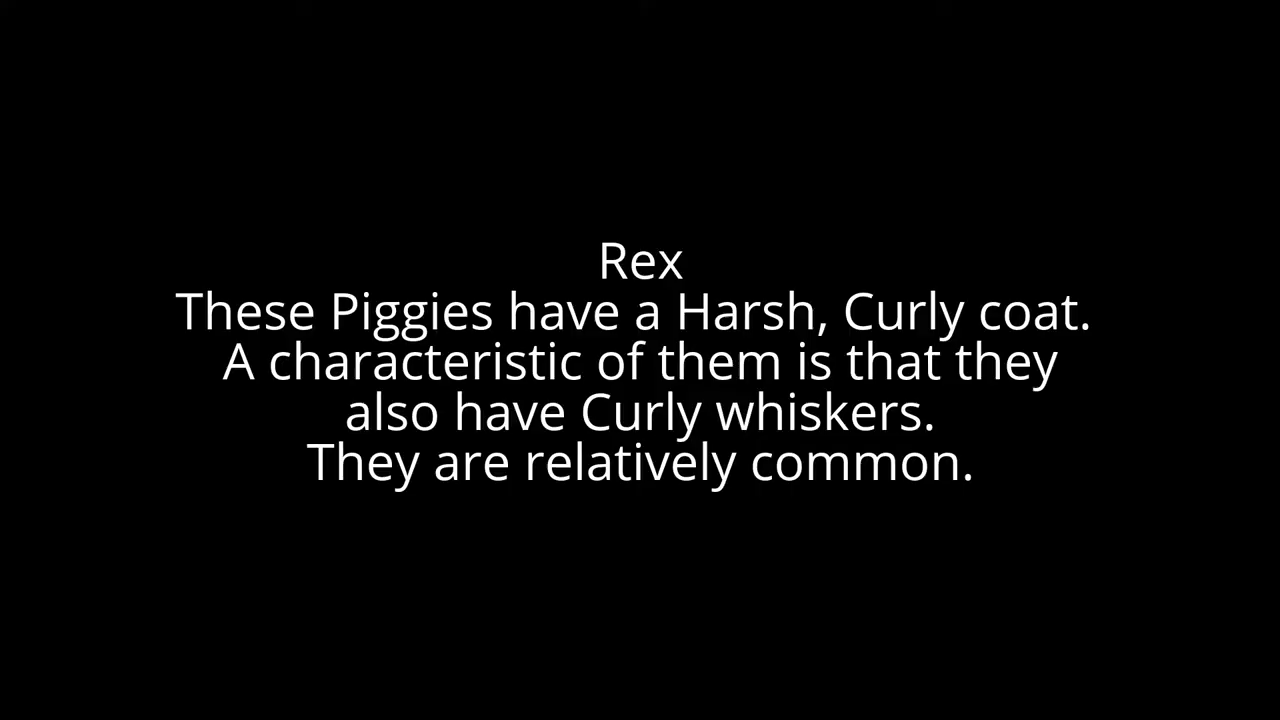 Rex
These Piggies have a Harsh, Curly coat.
A characteristic of them is that they
also have Curly whiskers.
They are relatively common.